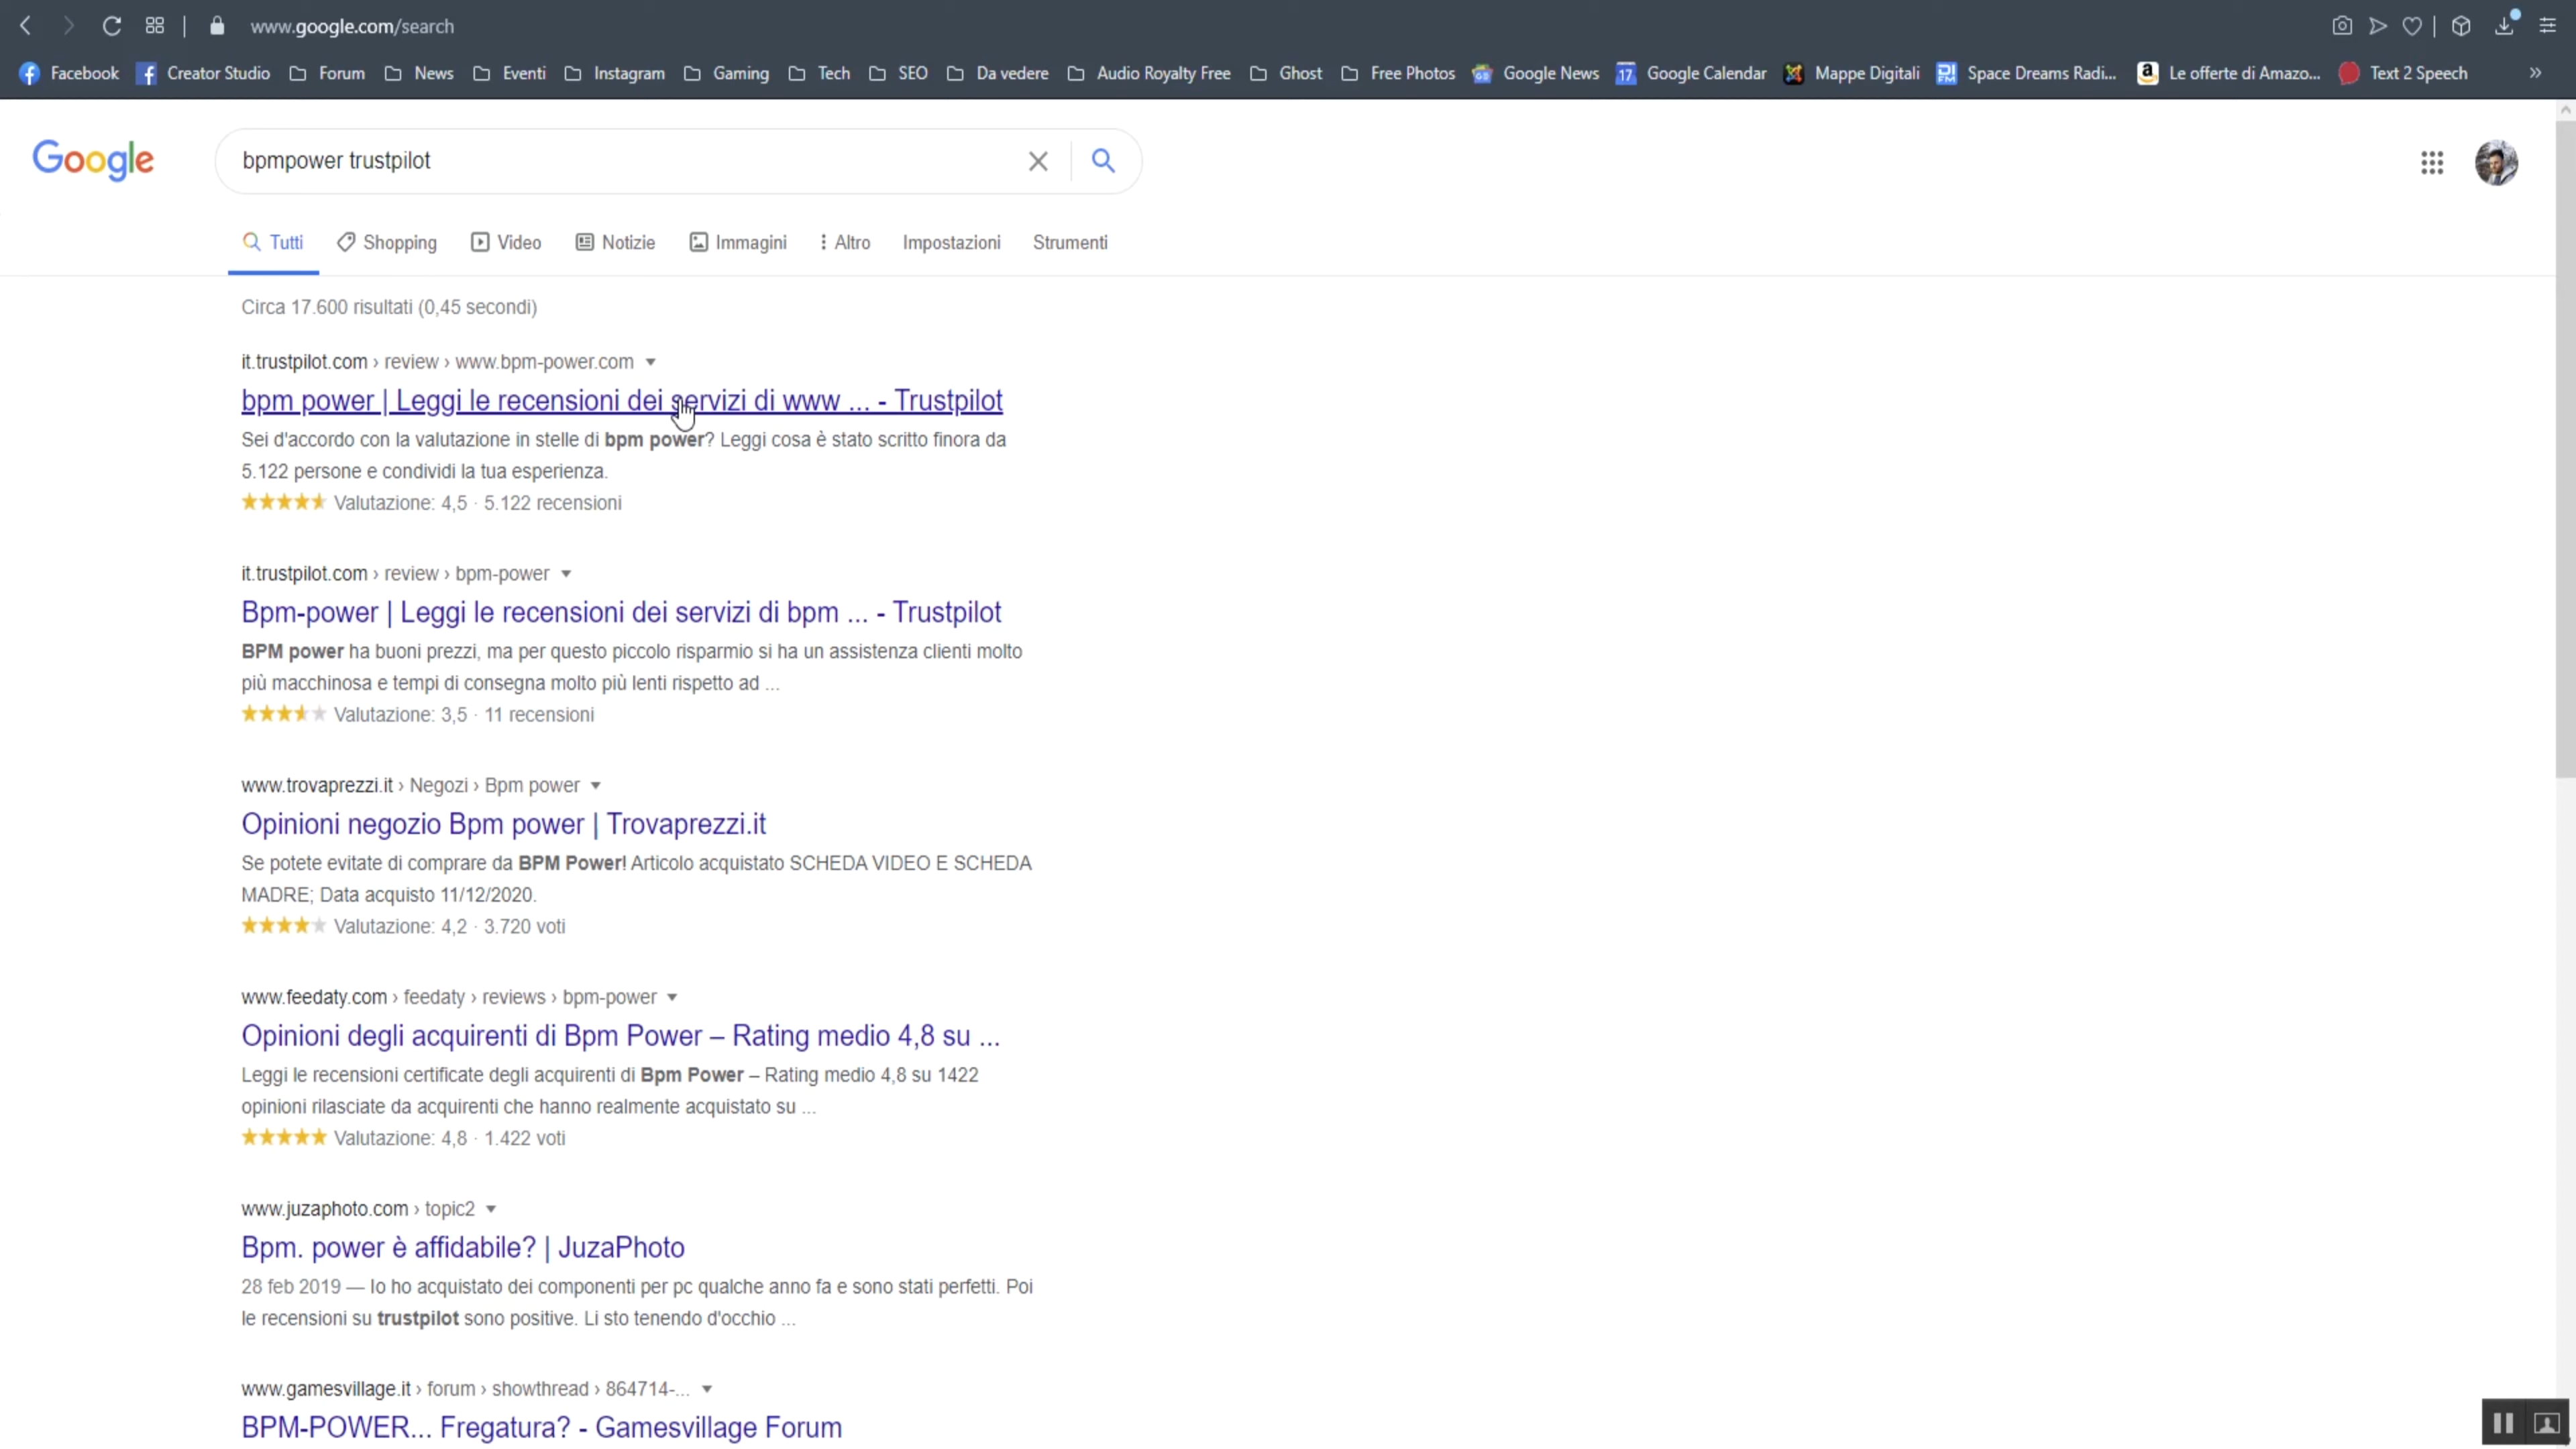 www.google.com/search
Facebook Creator Studio Forum News Eventi Instagram Gaming Tech SEO Da vedere Audio Royalty Free Ghost Free Photos Google News 17 Google Calendar Mappe Digitali Space Dreams Radi... Le offerte di Amazo... Text 2 Speech
Google bpmpower trustpilot
Tutti Shopping Video Notizie Immagini Altro Impostazioni Strumenti
Circa 17.600 risultati (0,45 secondi)
it.trustpilot.com › review › www.bpm-power.com
bpm power | Leggi le recensioni dei servizi di www ... - Trustpilot
Sei d'accordo con la valutazione in stelle di bpm power? Leggi cosa è stato scritto finora da
5.122 persone e condividi la tua esperienza.
Valutazione: 4,5 · 5.122 recensioni
it.trustpilot.com › review › bpm-power
Bpm-power | Leggi le recensioni dei servizi di bpm ... - Trustpilot
BPM power ha buoni prezzi, ma per questo piccolo risparmio si ha un assistenza clienti molto
più macchinosa e tempi di consegna molto più lenti rispetto ad ...
Valutazione: 3,5 · 11 recensioni
www.trovaprezzi.it › Negozi › Bpm power
Opinioni negozio Bpm power | Trovaprezzi.it
Se potete evitate di comprare da BPM Power! Articolo acquistato SCHEDA VIDEO E SCHEDA
MADRE; Data acquisto 11/12/2020.
Valutazione: 4,2 · 3.720 voti
www.feedaty.com › feedaty › reviews › bpm-power
Opinioni degli acquirenti di Bpm Power – Rating medio 4,8 su ...
Leggi le recensioni certificate degli acquirenti di Bpm Power – Rating medio 4,8 su 1422
opinioni rilasciate da acquirenti che hanno realmente acquistato su ...
Valutazione: 4,8 · 1.422 voti
www.juzaphoto.com › topic2
Bpm. power è affidabile? | JuzaPhoto
28 feb 2019 — Io ho acquistato dei componenti per pc qualche anno fa e sono stati perfetti. Poi
le recensioni su trustpilot sono positive. Li sto tenendo d'occhio ...
www.gamesvillage.it › forum › showthread › 864714-...
BPM-POWER... Fregatura? - Gamesvillage Forum